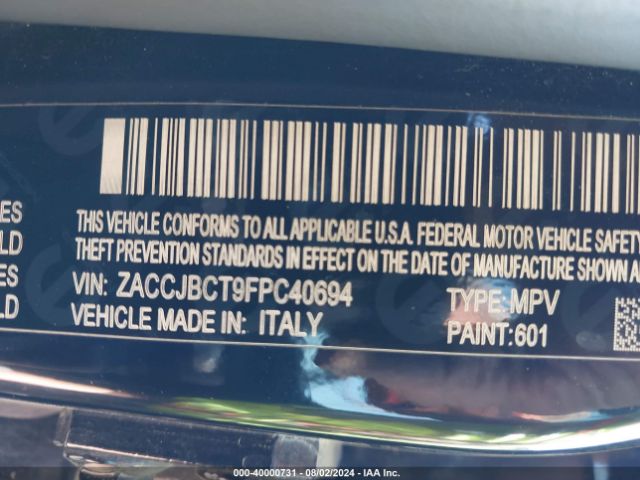 THIS VEHICLE CONFORMS TO ALL APPLICABLE U.S.A. FEDERAL MOTOR VEHICLE SAFETY
THEFT PREVENTION STANDARDS IN EFFECT ON THE DATE OF MANUFACTURE SHOWN A
VIN: ZACCJBCT9FPC40694 TYPE: MPV
VEHICLE MADE IN: ITALY PAINT:601
ES
LD
ES
LD
000-40000731 - 08/02/2024 - IAA Inc.